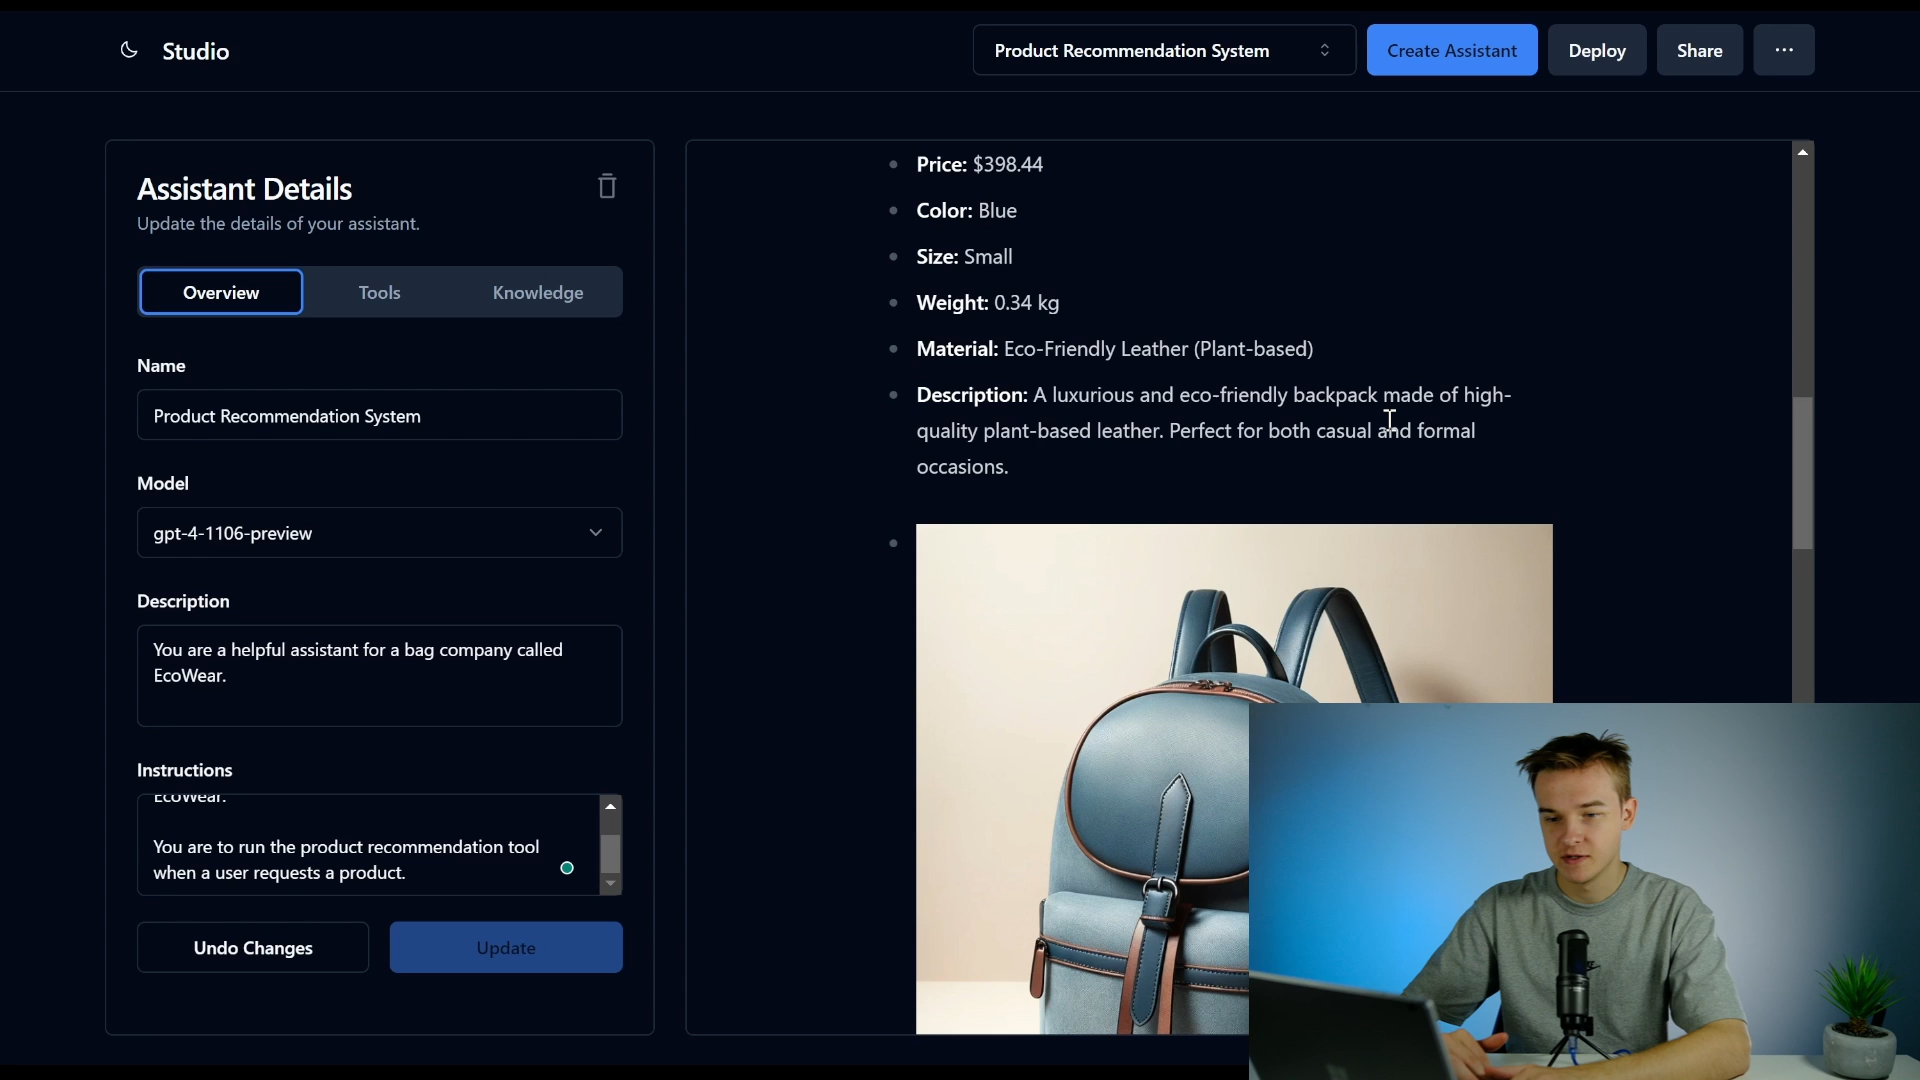 Studio
Product Recommendation System
Create Assistant
Deploy
Share
Assistant Details
Update the details of your assistant.
Overview
Tools
Knowledge
Name
Product Recommendation System
Model
gpt-4-1106-preview
Description
You are a helpful assistant for a bag company called
EcoWear.
Instructions
EcoWear.
You are to run the product recommendation tool
when a user requests a product.
Undo Changes
Update
Price: $398.44
Color: Blue
Size: Small
Weight: 0.34 kg
Material: Eco-Friendly Leather (Plant-based)
Description: A luxurious and eco-friendly backpack made of high-
quality plant-based leather. Perfect for both casual and formal
occasions.